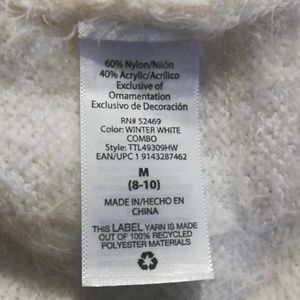 60% Nylon/Nilón
40% Acrylic/Acrílico
Exclusive of
Ornamentation
Exclusivo de Decoración
RN# 52469
Color: WINTER WHITE
COMBO
Style: TTL49309HW
EAN/UPC 1 9143287462
M
(8-10)
MADE IN/HECHO EN
CHINA
THIS LABEL YARN IS MADE
OUT OF 100% RECYCLED
POLYESTER MATERIALS